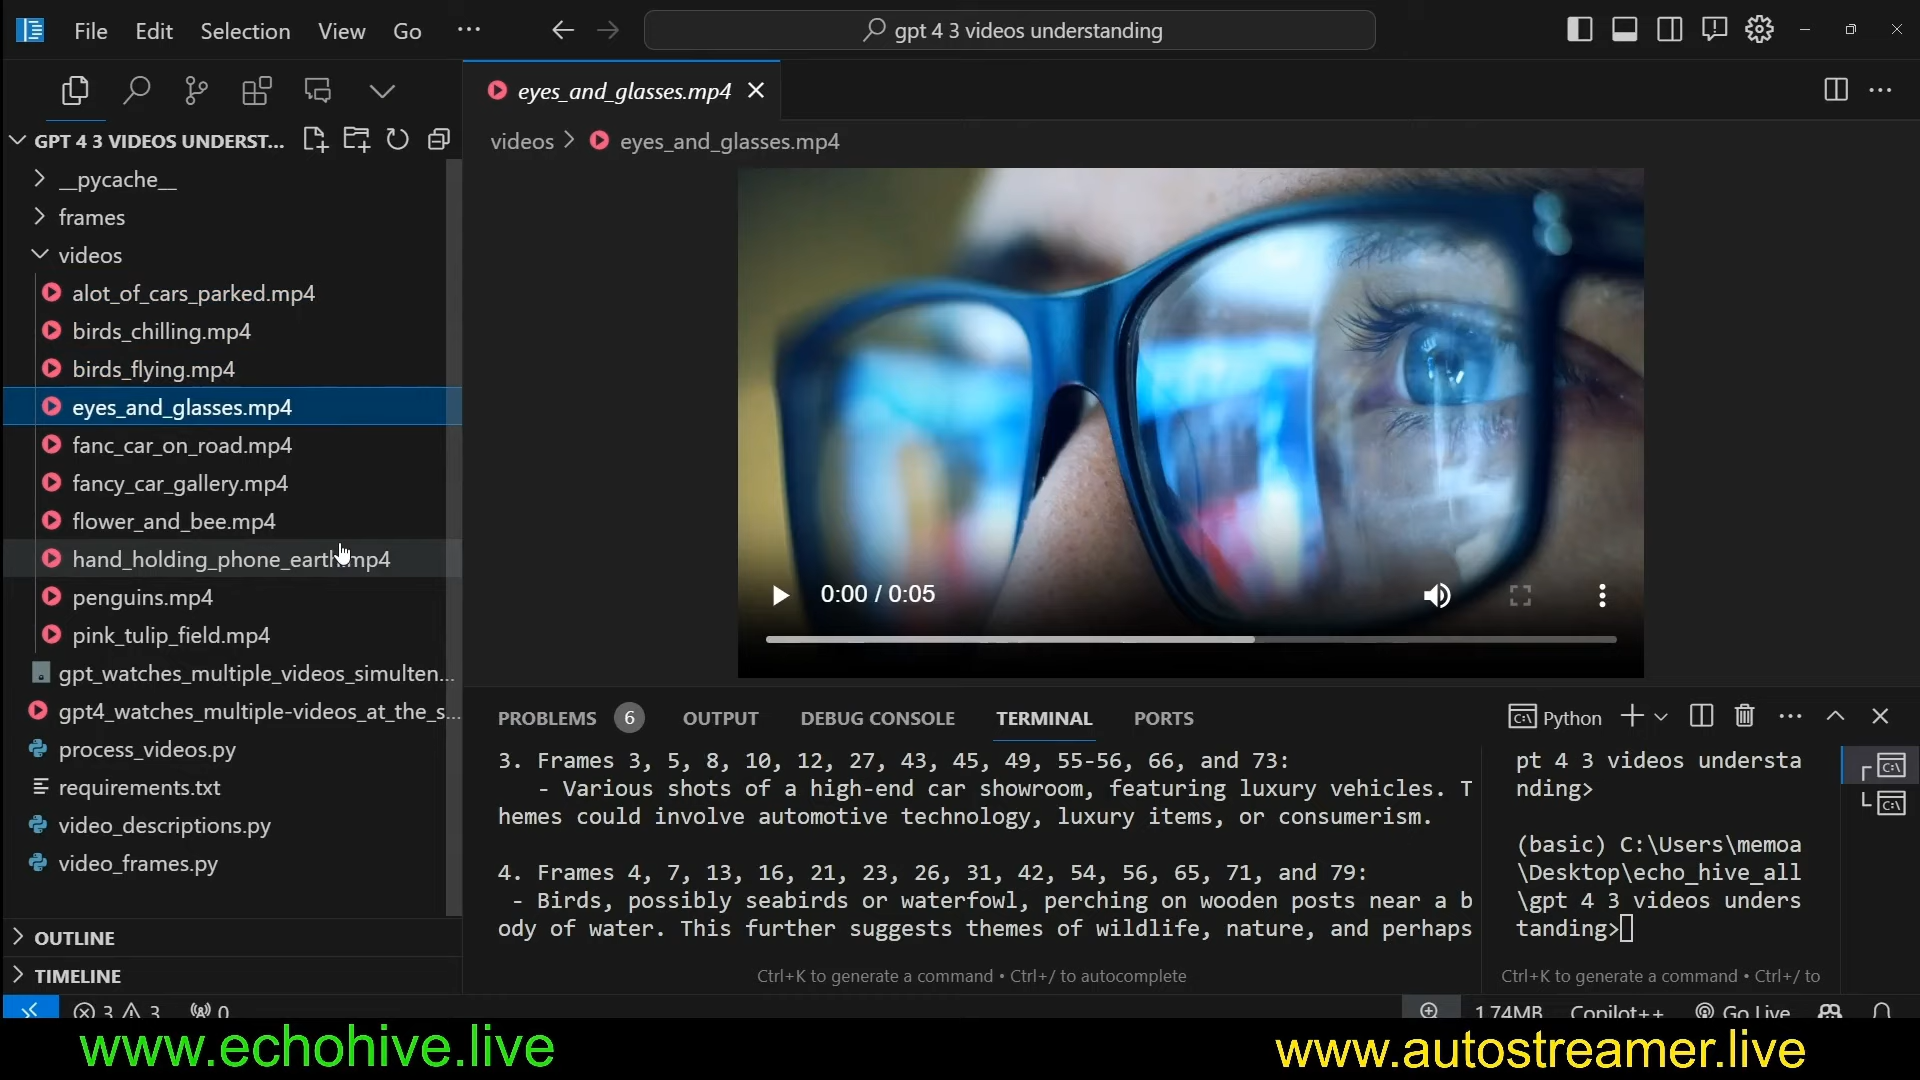 File Edit Selection View Go ···
gpt 4 3 videos understanding
GPT 4 3 VIDEOS UNDERST...
__pycache__
frames
videos
alot_of_cars_parked.mp4
birds_chilling.mp4
birds_flying.mp4
eyes_and_glasses.mp4
fanc_car_on_road.mp4
fancy_car_gallery.mp4
flower_and_bee.mp4
hand_holding_phone_earth.mp4
penguins.mp4
pink_tulip_field.mp4
gpt_watches_multiple_videos_simulten...
gpt4_watches_multiple-videos_at_the_s...
process_videos.py
requirements.txt
video_descriptions.py
video_frames.py
OUTLINE
TIMELINE
eyes_and_glasses.mp4
videos > eyes_and_glasses.mp4
0:00 / 0:05
PROBLEMS 6 OUTPUT DEBUG CONSOLE TERMINAL PORTS
Python
3. Frames 3, 5, 8, 10, 12, 27, 43, 45, 49, 55-56, 66, and 73:
- Various shots of a high-end car showroom, featuring luxury vehicles. T
hemes could involve automotive technology, luxury items, or consumerism.
4. Frames 4, 7, 13, 16, 21, 23, 26, 31, 42, 54, 56, 65, 71, and 79:
- Birds, possibly seabirds or waterfowl, perching on wooden posts near a b
ody of water. This further suggests themes of wildlife, nature, and perhaps
Ctrl+K to generate a command • Ctrl+/ to autocomplete
pt 4 3 videos understa
nding>
(basic) C:\Users\memoa
\Desktop\echo_hive_all
\gpt 4 3 videos unders
tanding>
Ctrl+K to generate a command • Ctrl+/ to
3 3 0
1.74MB Copilot++ Go Live
www.echohive.live
www.autostreamer.live